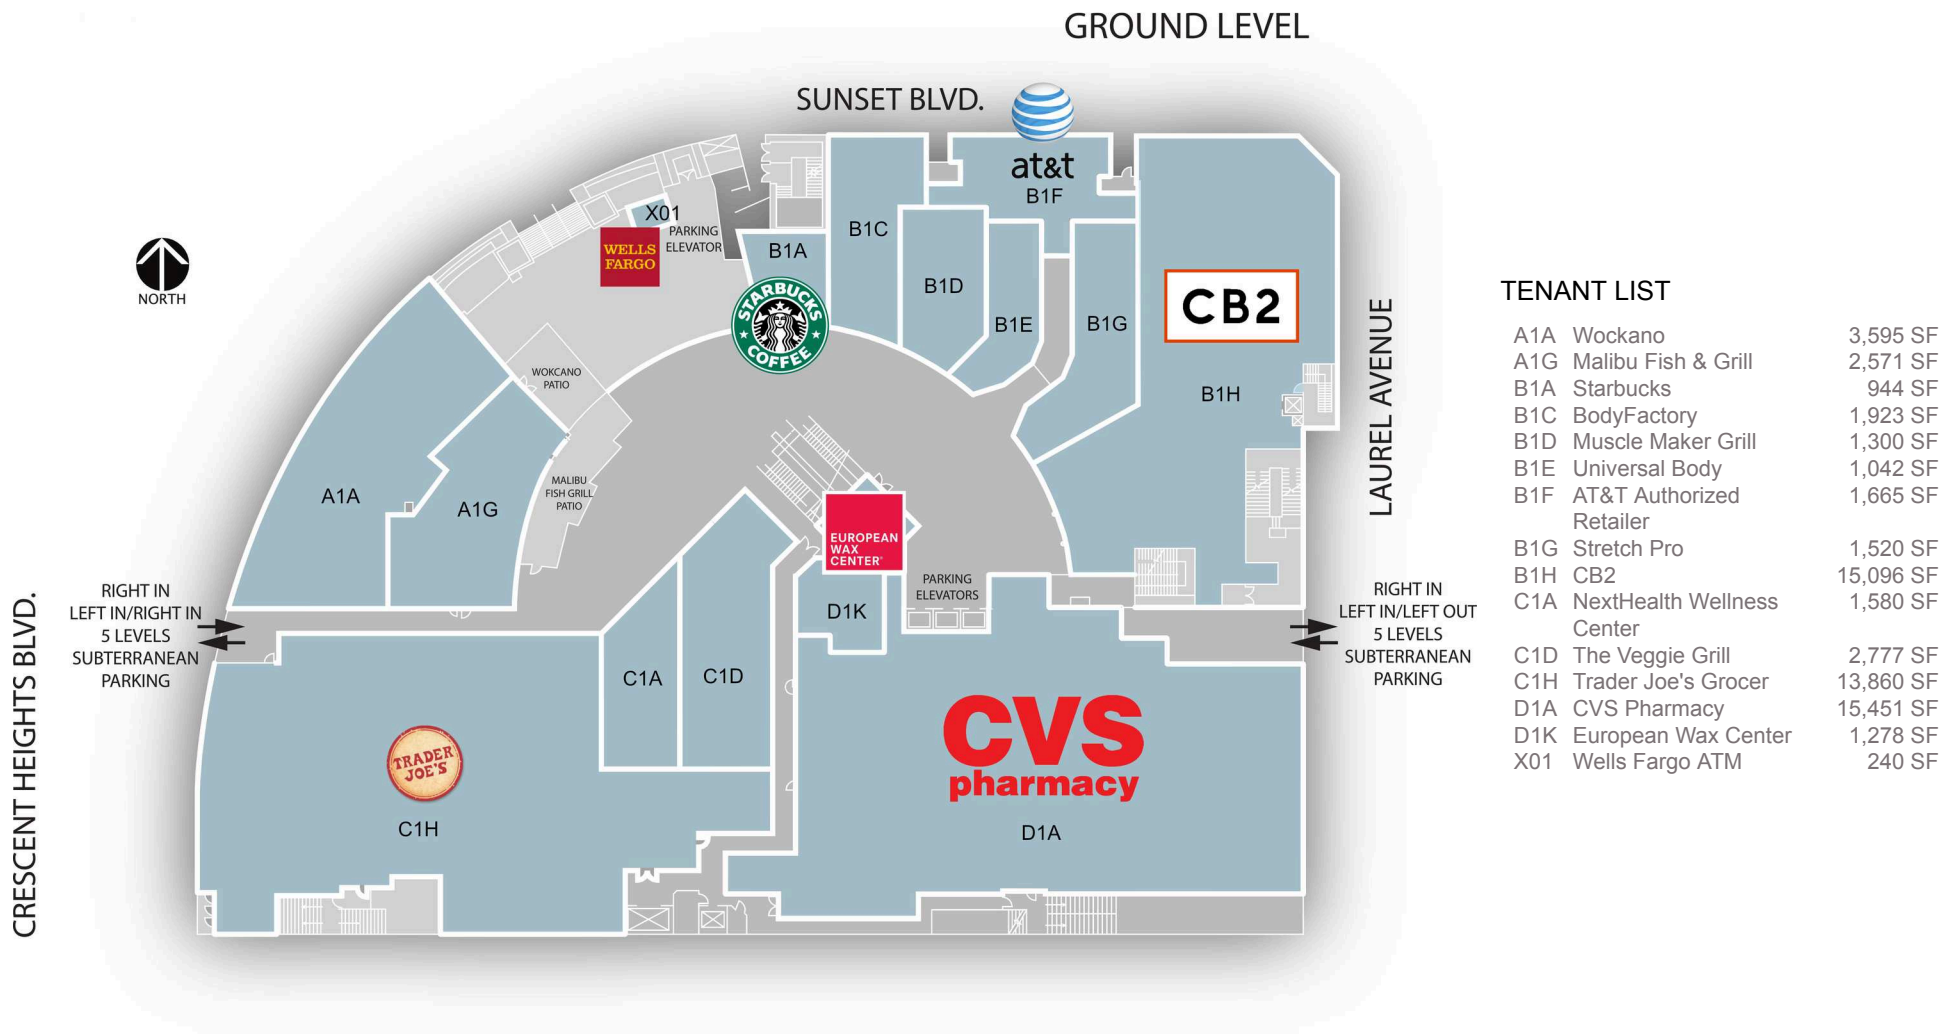 GROUND LEVEL
SUNSET BLVD.
at&t
B1F
X01
PARKING
ELEVATOR
WELLS
FARGO
B1A
B1C
STARBUCKS
COFFEE
B1D
B1E
B1G
CB2
B1H
NORTH
WOKCANO
PATIO
MALIBU
FISH GRILL
PATIO
A1A
A1G
EUROPEAN
WAX
CENTER
PARKING
ELEVATORS
D1K
C1A
C1D
TRADER
JOE'S
C1H
CVS
pharmacy
D1A
LAUREL AVENUE
CRESCENT HEIGHTS BLVD.
RIGHT IN
LEFT IN/RIGHT IN
5 LEVELS
SUBTERRANEAN
PARKING
RIGHT IN
LEFT IN/LEFT OUT
5 LEVELS
SUBTERRANEAN
PARKING
TENANT LIST
A1A Wockano 3,595 SF
A1G Malibu Fish & Grill 2,571 SF
B1A Starbucks 944 SF
B1C BodyFactory 1,923 SF
B1D Muscle Maker Grill 1,300 SF
B1E Universal Body 1,042 SF
B1F AT&T Authorized 1,665 SF
Retailer
B1G Stretch Pro 1,520 SF
B1H CB2 15,096 SF
C1A NextHealth Wellness 1,580 SF
Center
C1D The Veggie Grill 2,777 SF
C1H Trader Joe's Grocer 13,860 SF
D1A CVS Pharmacy 15,451 SF
D1K European Wax Center 1,278 SF
X01 Wells Fargo ATM 240 SF